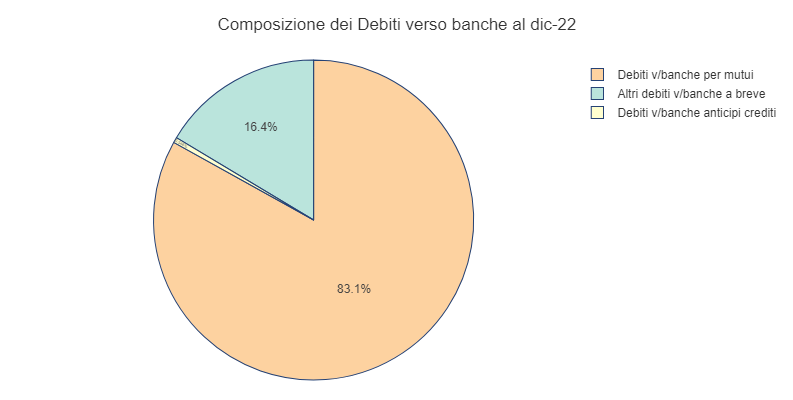 Composizione dei Debiti verso banche al dic-22
Debiti v/banche per mutui
Altri debiti v/banche a breve
Debiti v/banche anticipi crediti
16.4%
83.1%